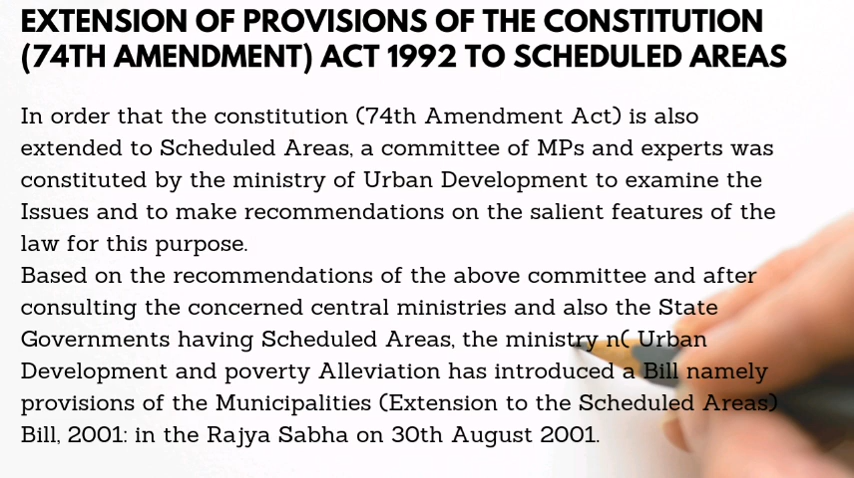 EXTENSION OF PROVISIONS OF THE CONSTITUTION
(74TH AMENDMENT) ACT 1992 TO SCHEDULED AREAS
In order that the constitution (74th Amendment Act) is also
extended to Scheduled Areas, a committee of MPs and experts was
constituted by the ministry of Urban Development to examine the
Issues and to make recommendations on the salient features of the
law for this purpose.
Based on the recommendations of the above committee and after
consulting the concerned central ministries and also the State
Governments having Scheduled Areas, the ministry n( Urban
Development and poverty Alleviation has introduced a Bill namely
provisions of the Municipalities (Extension to the Scheduled Areas)
Bill, 2001: in the Rajya Sabha on 30th August 2001.